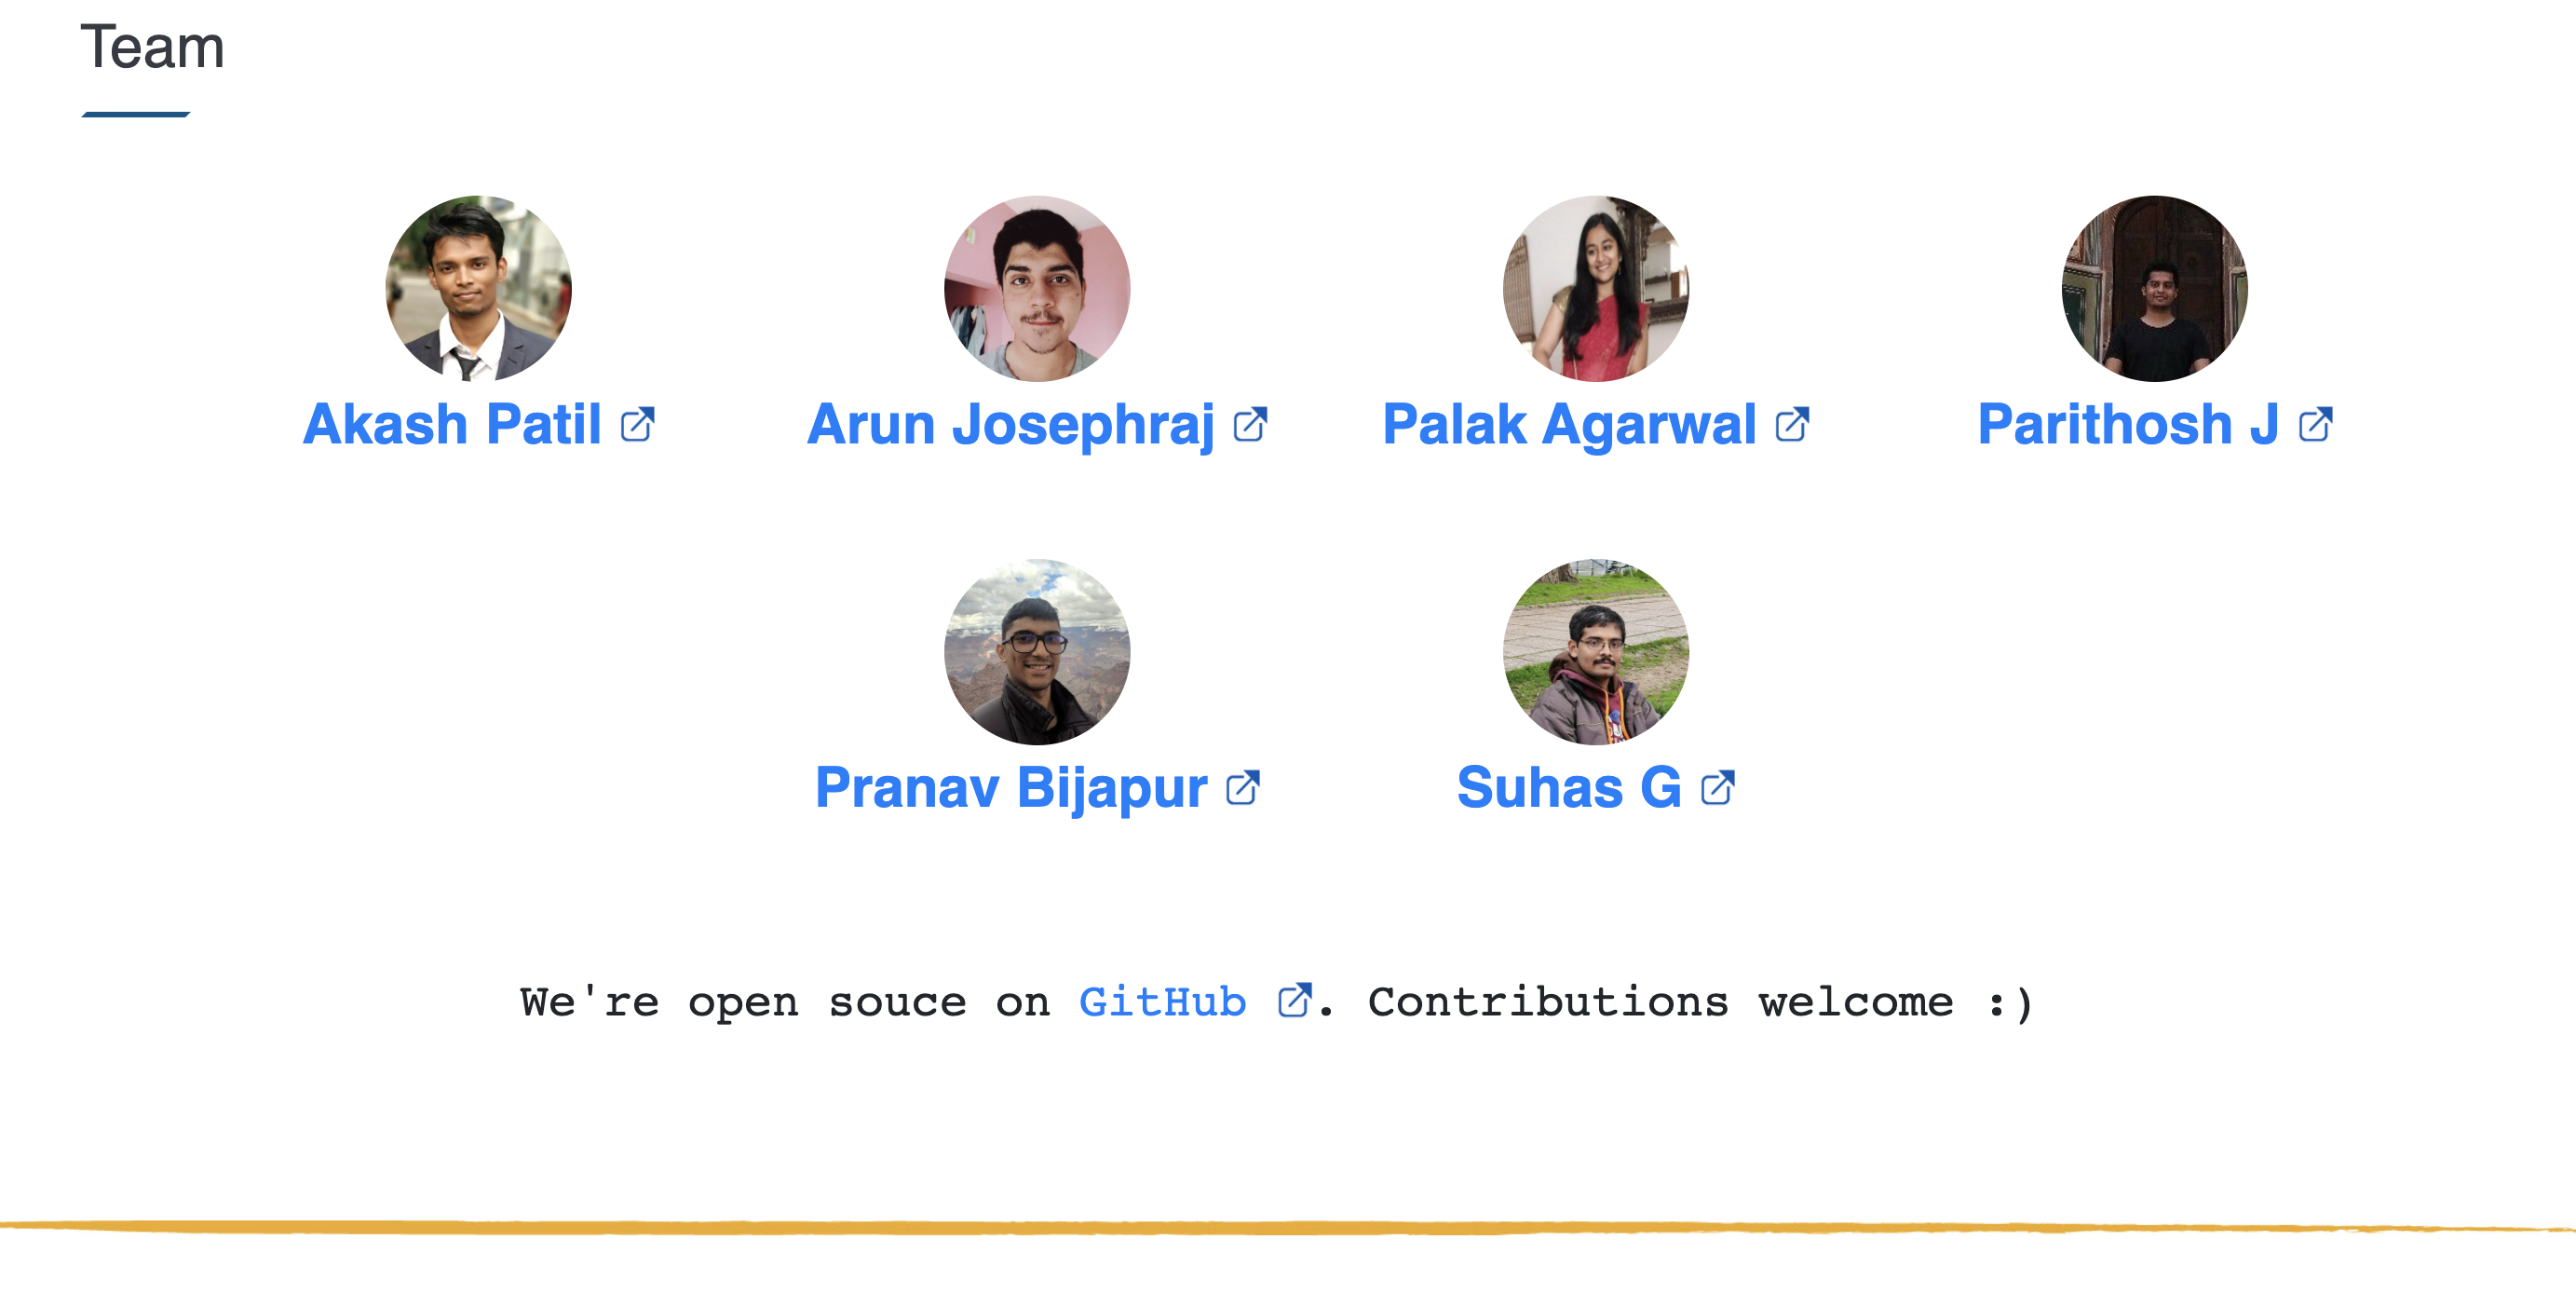 Team
Akash Patil Arun Josephraj Palak Agarwal Parithosh J
Pranav Bijapur Suhas G
We're open souce on GitHub . Contributions welcome :)